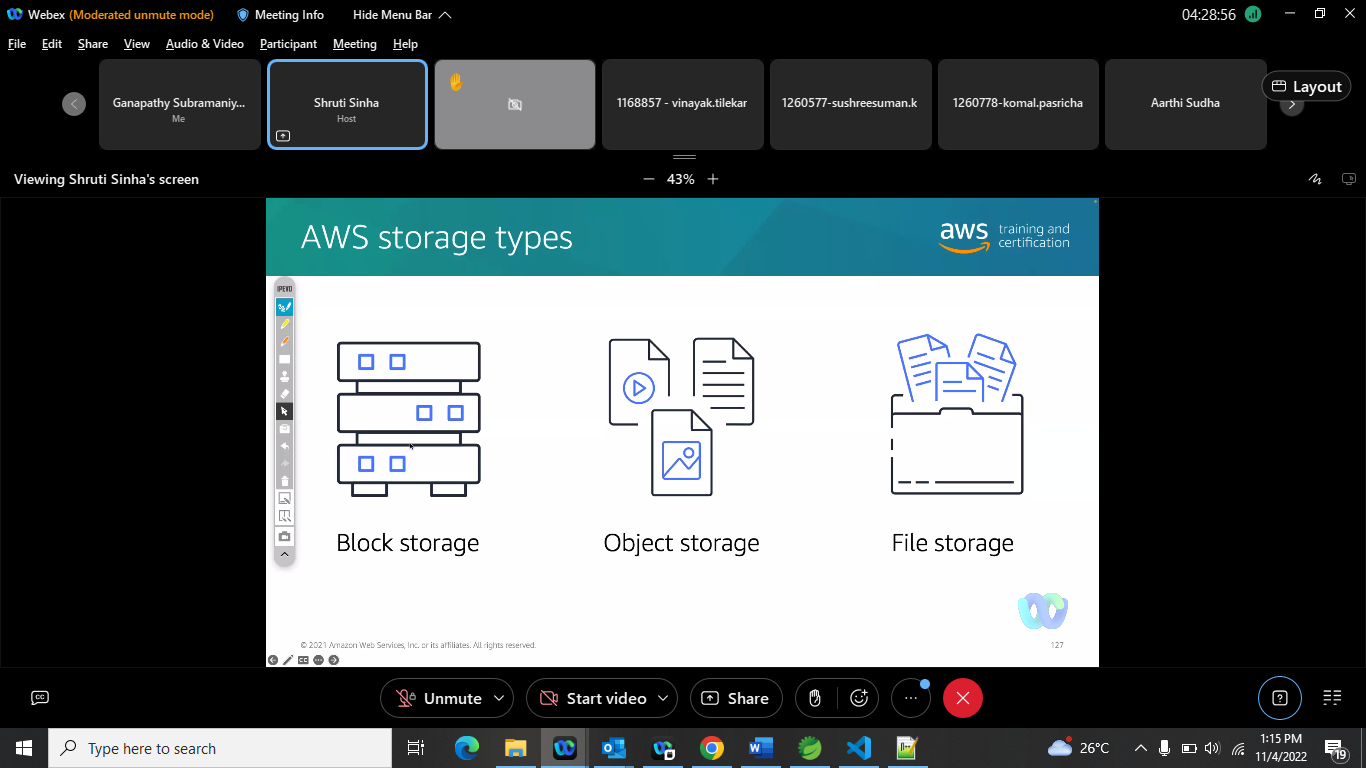 Webex (Moderated unmute mode) Meeting Info Hide Menu Bar 04:28:56
File Edit Share View Audio & Video Participant Meeting Help
Ganapathy Subramaniy...
Me
Shruti Sinha
Host
1168857 - vinayak.tilekar
1260577-sushreesuman.k
1260778-komal.pasricha
Aarthi Sudha
Layout
Viewing Shruti Sinha's screen
43%
AWS storage types
aws training and
certification
IPEVO
Block storage
Object storage
File storage
© 2021 Amazon Web Services, Inc. or its affiliates. All rights reserved.
127
CC
CC
Unmute
Start video
Share
Type here to search
26°C
1:15 PM
11/4/2022
19